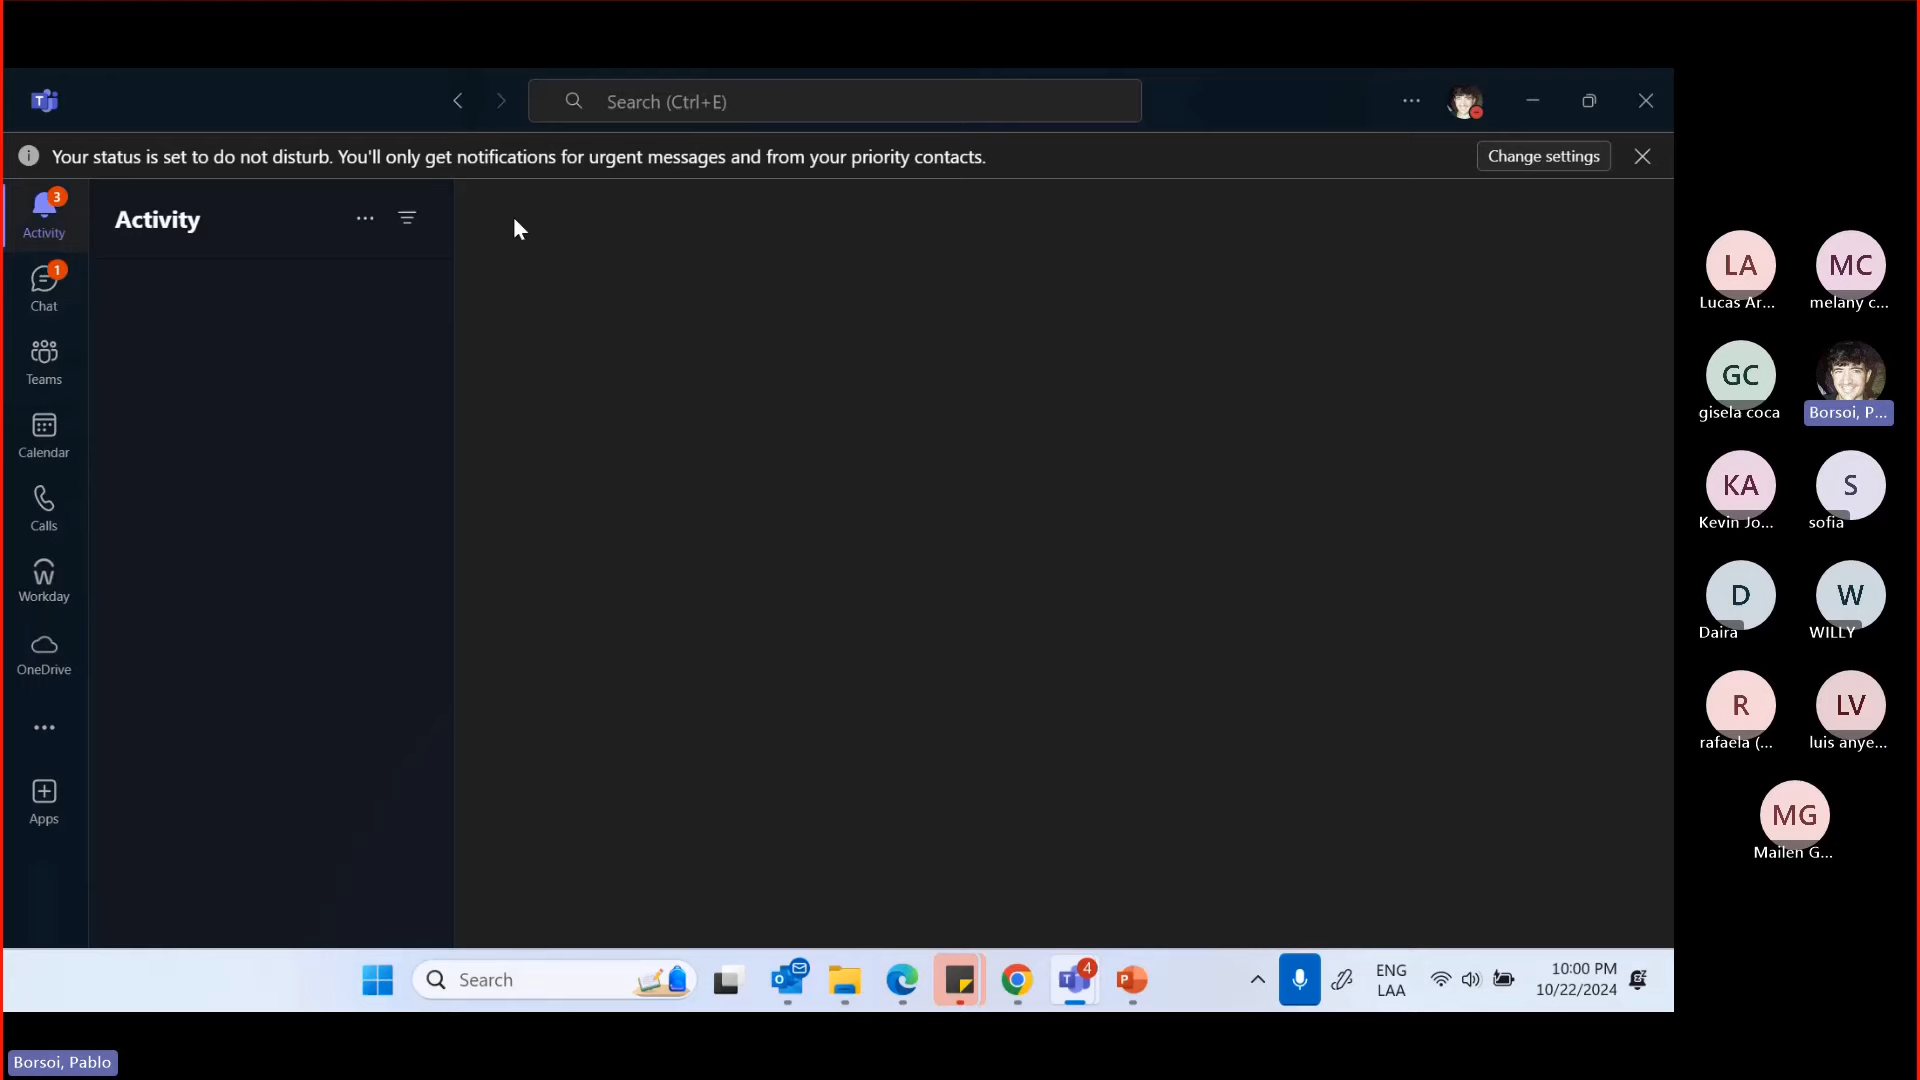 Search (Ctrl+E)
Your status is set to do not disturb. You'll only get notifications for urgent messages and from your priority contacts.
Change settings
3
Activity
Activity
1
Chat
Teams
Calendar
Calls
Workday
OneDrive
Apps
LA
Lucas Ar...
MC
melany c...
GC
gisela coca
Borsoi, P...
KA
Kevin Jo...
S
sofia
D
Daira
W
WILLY
R
rafaela (...
LV
luis anye...
MG
Mailen G...
Search
4
ENG
LAA
10:00 PM
10/22/2024
Borsoi, Pablo